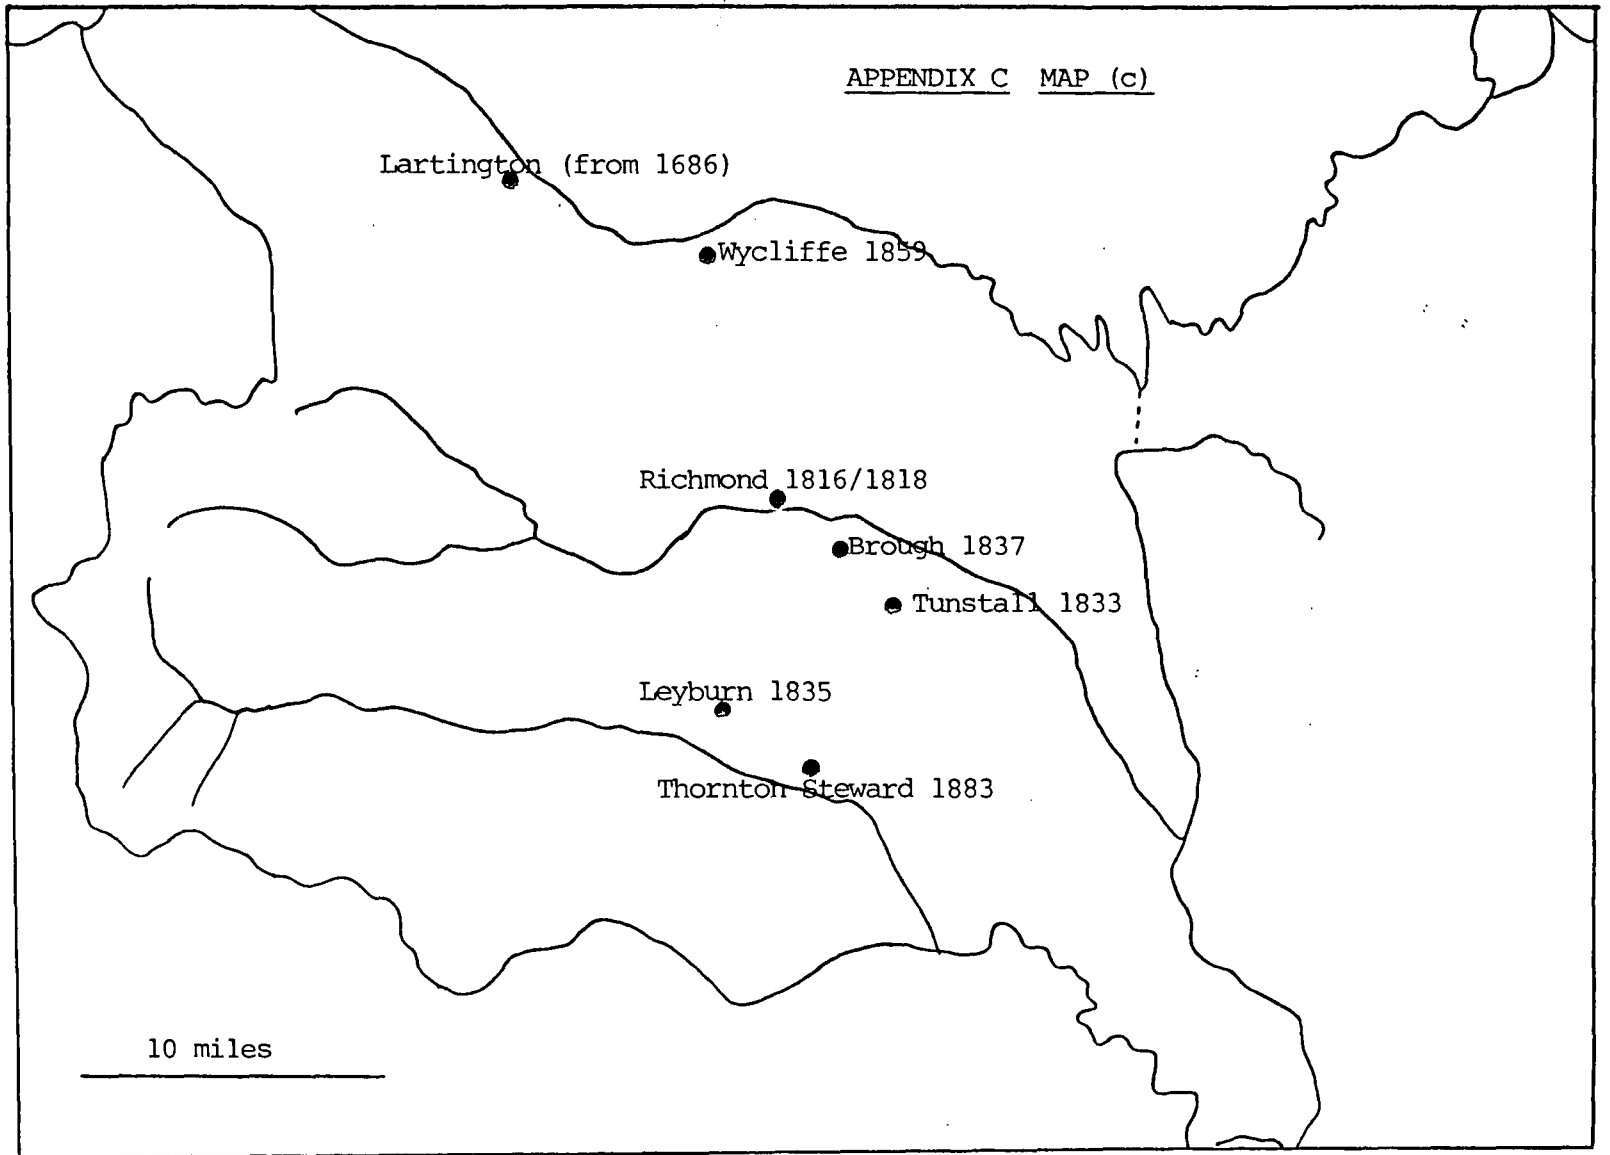 APPENDIX C MAP (c)
Lartington (from 1686)
Wycliffe 1859
Richmond 1816/1818
Brough 1837
Tunstall 1833
Leyburn 1835
Thornton Steward 1883
10 miles